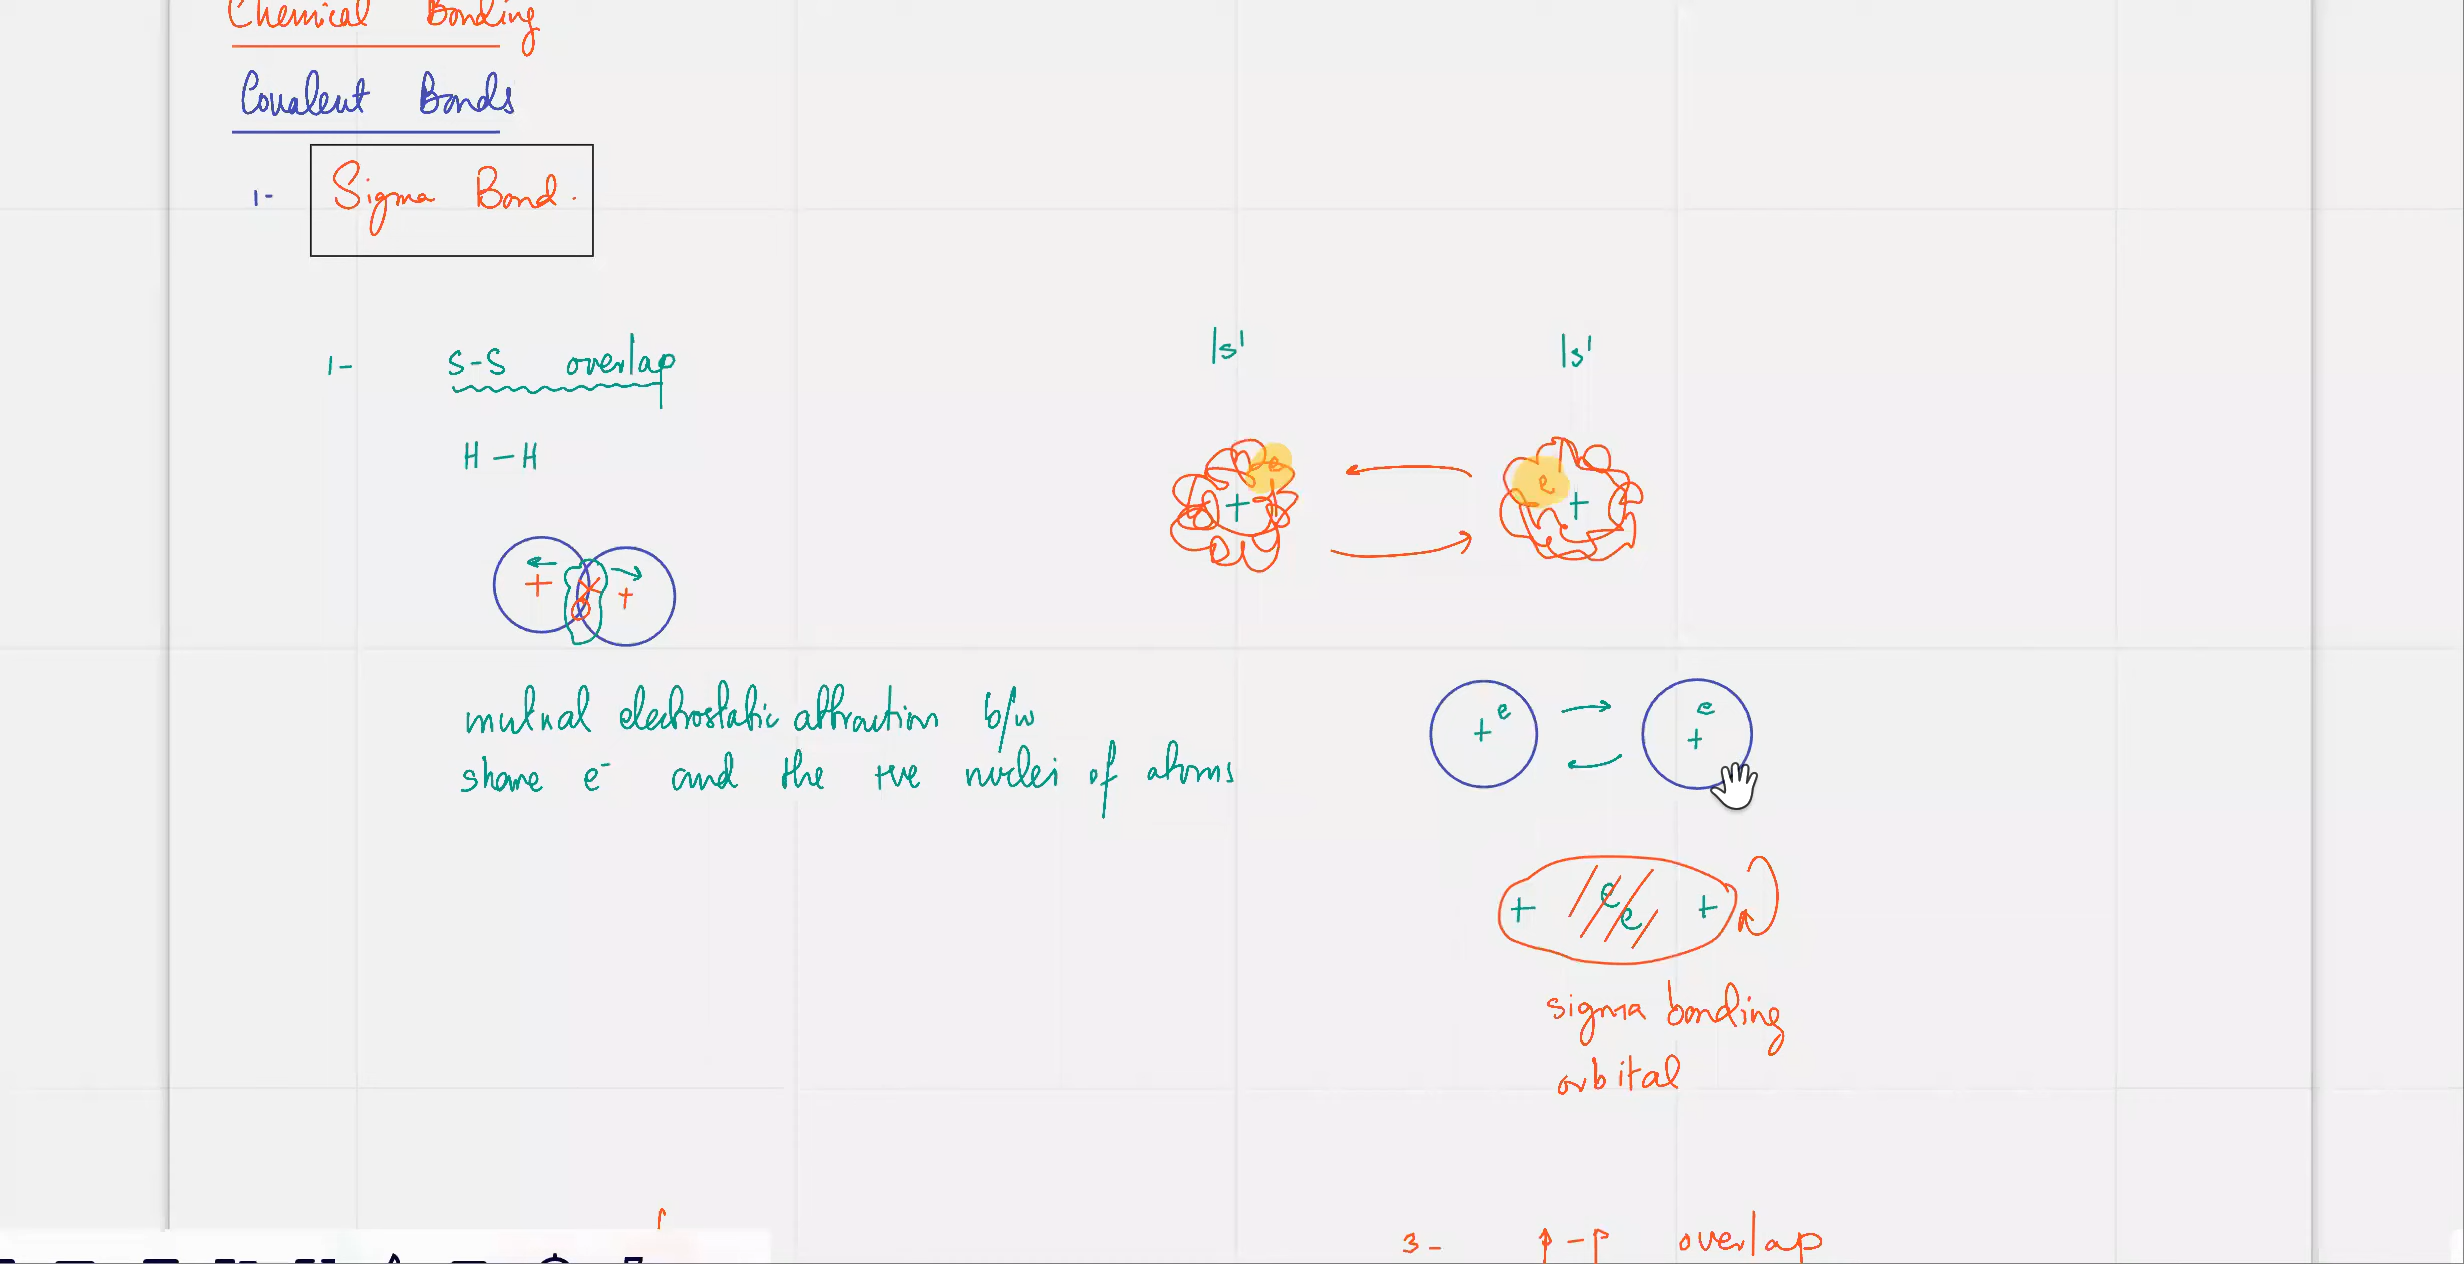 Chemical Bonding
Covalent Bonds
1- Sigma Bond.
1- s-s overlap
1s¹ 1s¹
H - H
e + e +
+ x +
mutual electrostatic attraction b/w
share e⁻ and the +ve nuclei of atoms
+ e e +
+ e e +
sigma bonding
orbital
3- p-p overlap